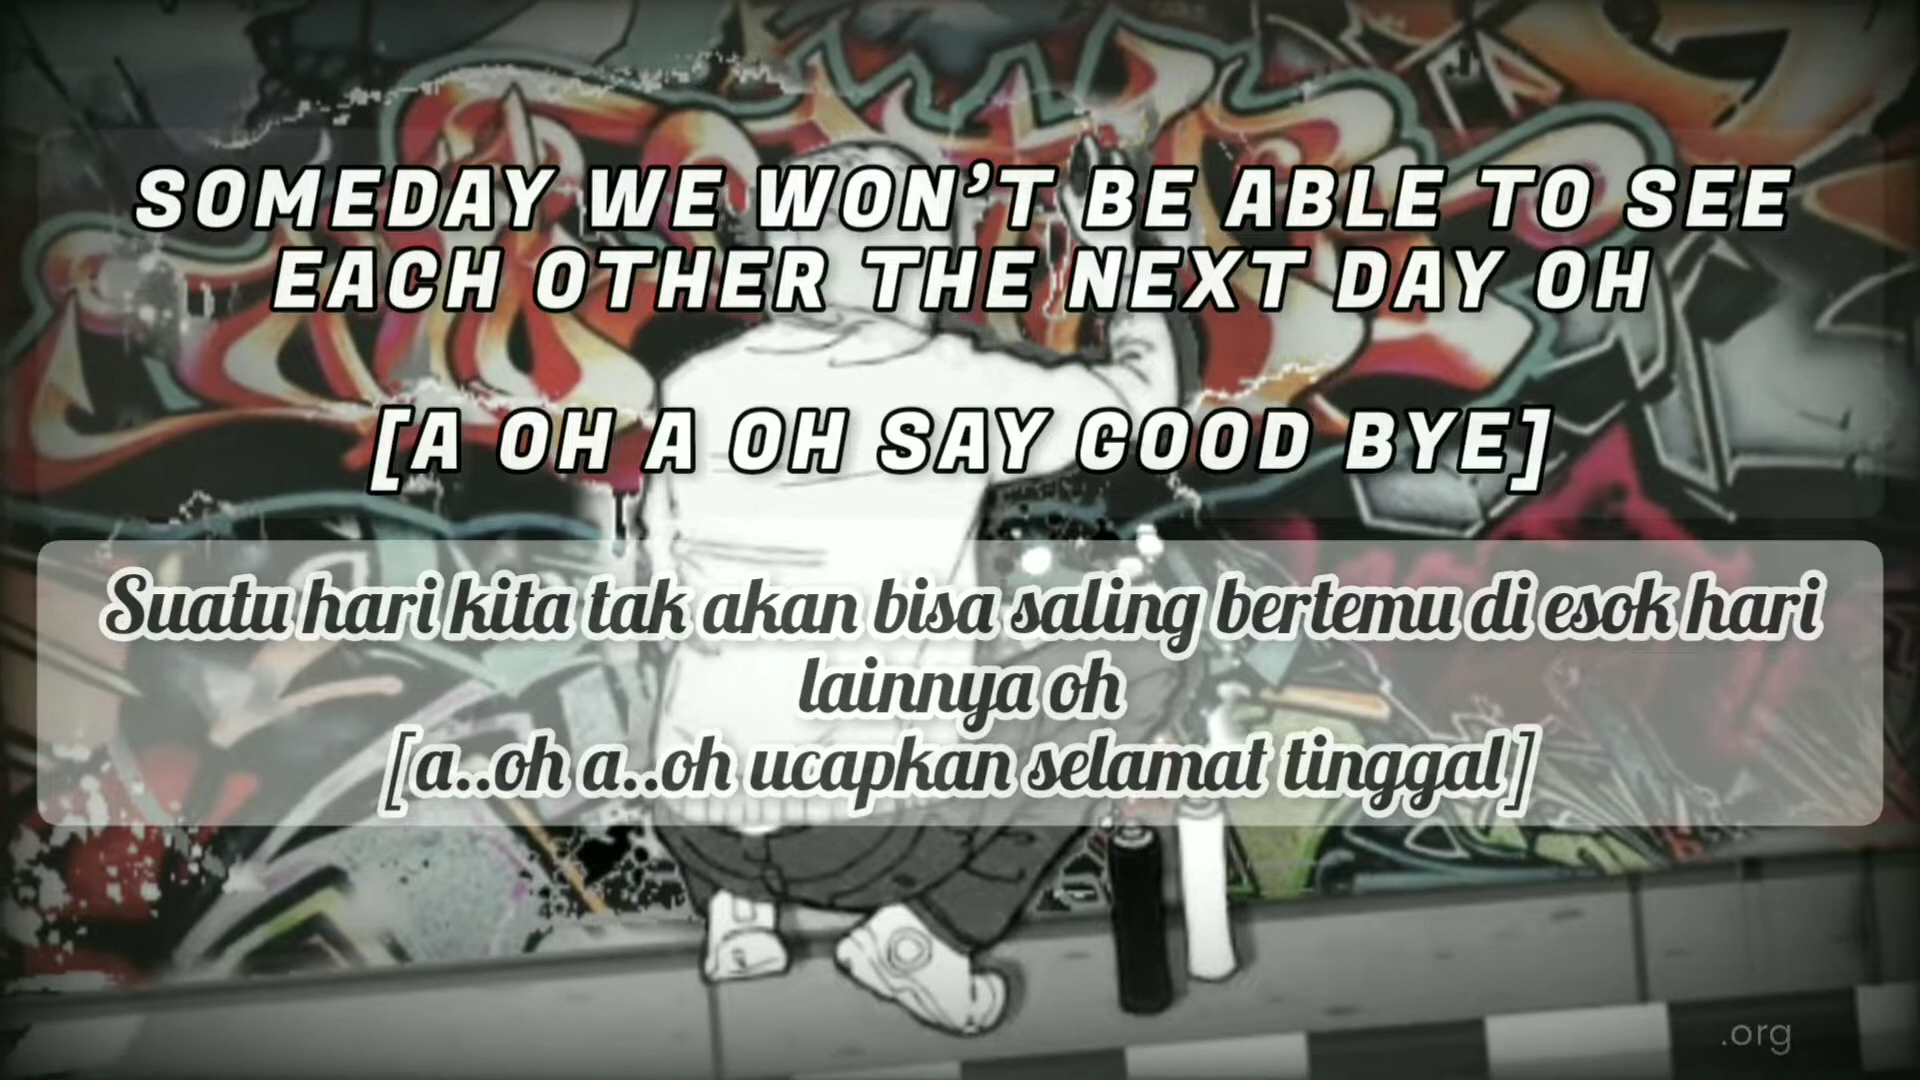 SOMEDAY WE WON'T BE ABLE TO SEE
EACH OTHER THE NEXT DAY OH
[A OH A OH SAY GOOD BYE]
Suatu hari kita tak akan bisa saling bertemu di esok hari
lainnya oh
[a..oh a..oh ucapkan selamat tinggal]
.org